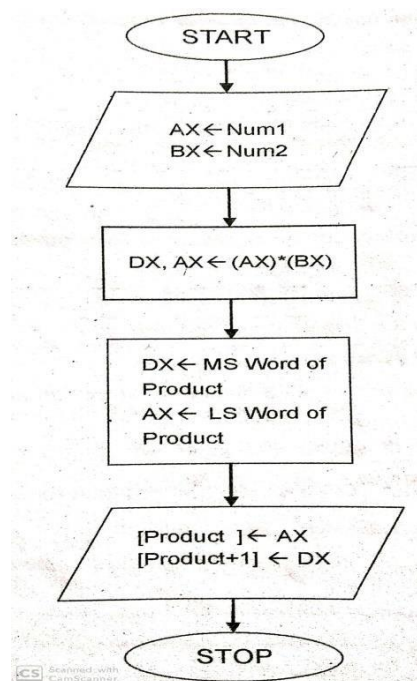 START
AX ← Num1
BX ← Num2
DX, AX ← (AX)*(BX)
DX ← MS Word of
Product
AX ← LS Word of
Product
[Product ] ← AX
[Product+1] ← DX
STOP
CS Scanned with
CamScanner